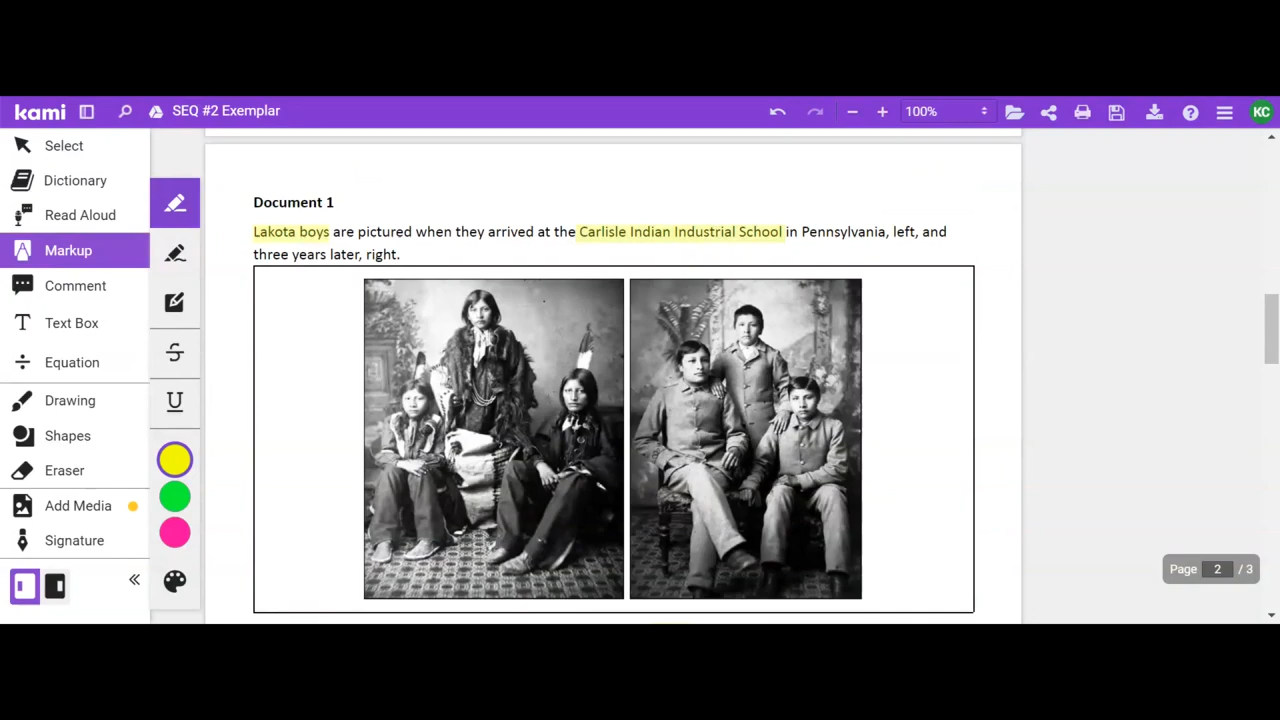 kami
SEQ #2 Exemplar
100%
KC
Select
Dictionary
Read Aloud
Markup
Comment
Text Box
Equation
Drawing
Shapes
Eraser
Add Media
Signature
Document 1
Lakota boys are pictured when they arrived at the Carlisle Indian Industrial School in Pennsylvania, left, and
three years later, right.
Page 2 / 3